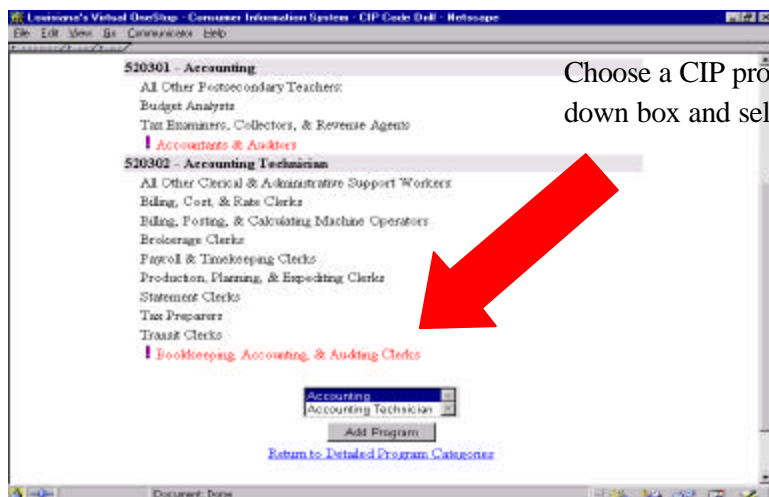 Louisiana's Virtual OneStop - Consumer Information System - CIP Code Drill - Netscape
File Edit View Go Communicator Help
520301 - Accounting
Choose a CIP pro
All Other Postsecondary Teachers
down box and sel
Budget Analysts
Tax Examiners, Collectors, & Revenue Agents
! Accountants & Auditors
520302 - Accounting Technician
All Other Clerical & Administrative Support Workers
Billing, Cost, & Rate Clerks
Billing, Posting, & Calculating Machine Operators
Brokerage Clerks
Payroll & Timekeeping Clerks
Production, Planning, & Expediting Clerks
Statement Clerks
Tax Preparers
Transit Clerks
! Bookkeeping, Accounting, & Auditing Clerks
Accounting
Accounting Technician
Add Program
Return to Detailed Program Categories
Document: Done